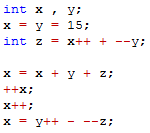 int x , y;
x = y = 15;
int z = x++ + --y;
x = x + y + z;
++x;
x++;
x = y++ - --z;